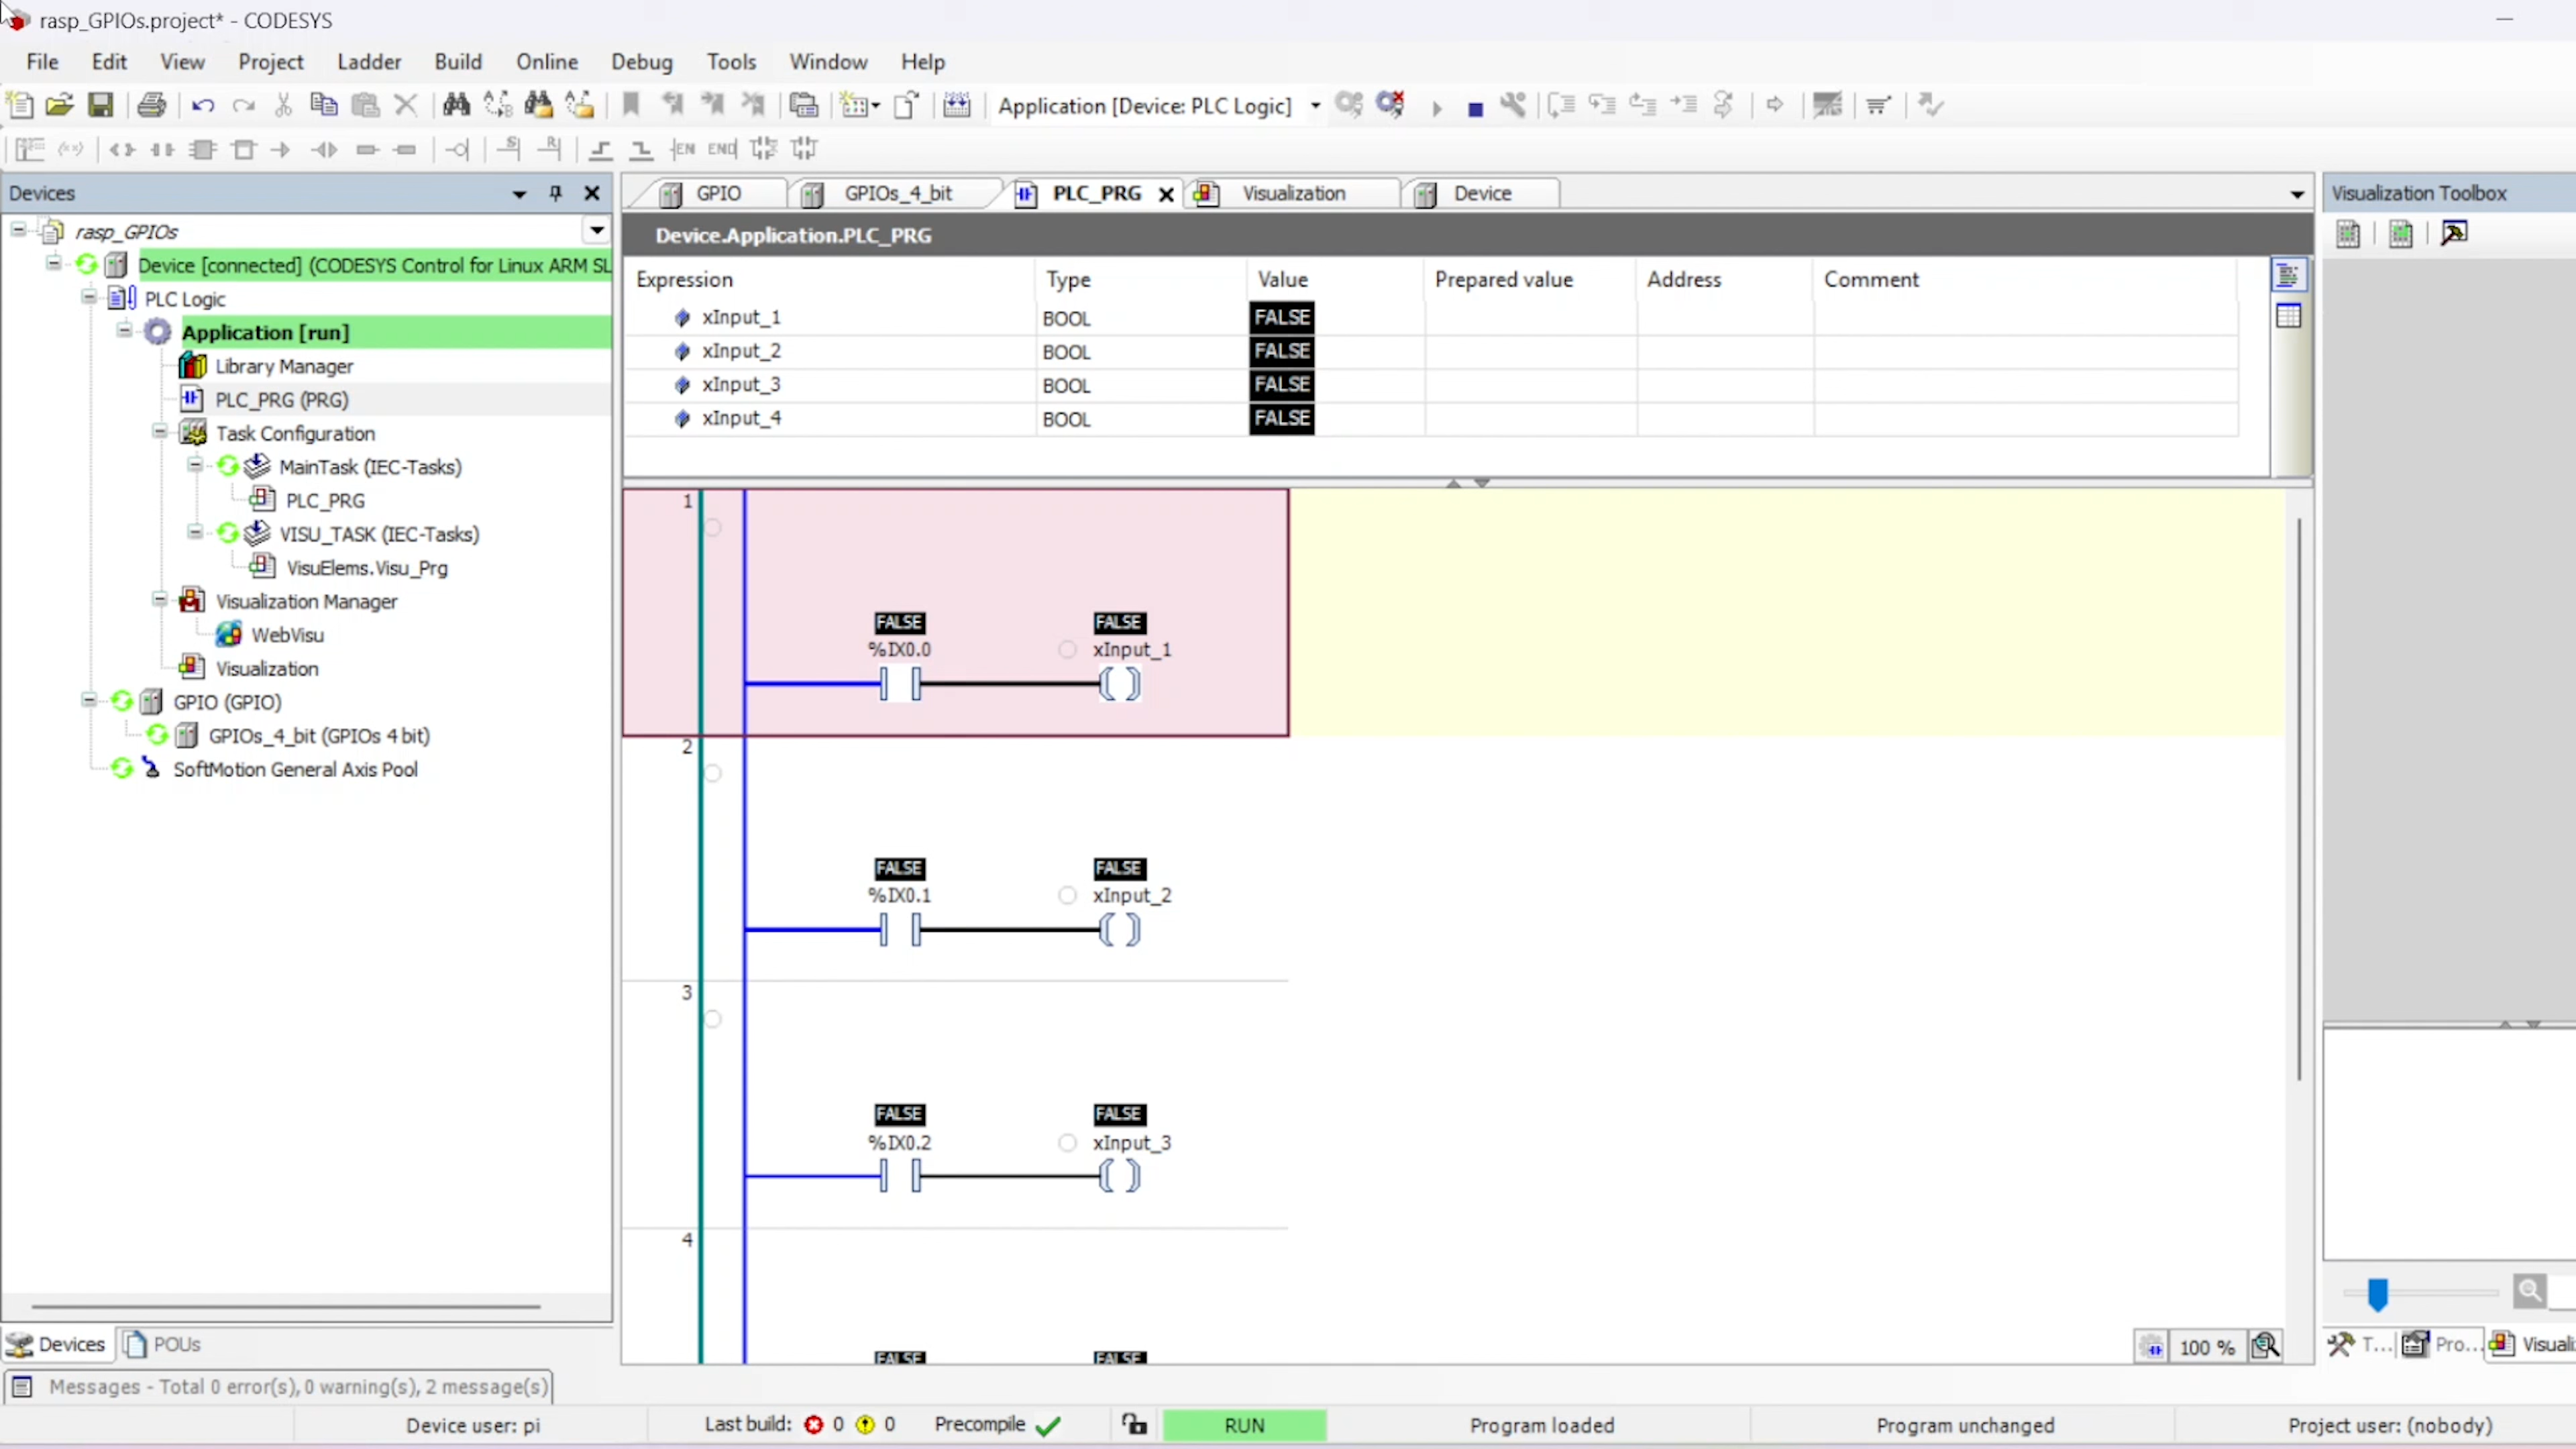 rasp_GPIOs.project* - CODESYS
File Edit View Project Ladder Build Online Debug Tools Window Help
Application [Device: PLC Logic]
Devices
rasp_GPIOs
Device [connected] (CODESYS Control for Linux ARM SL
PLC Logic
Application [run]
Library Manager
PLC_PRG (PRG)
Task Configuration
MainTask (IEC-Tasks)
PLC_PRG
VISU_TASK (IEC-Tasks)
VisuElems.Visu_Prg
Visualization Manager
WebVisu
Visualization
GPIO (GPIO)
GPIOs_4_bit (GPIOs 4 bit)
SoftMotion General Axis Pool
Devices POUs
GPIO GPIOs_4_bit PLC_PRG Visualization Device
Device.Application.PLC_PRG
Expression Type Value Prepared value Address Comment
xInput_1 BOOL FALSE
xInput_2 BOOL FALSE
xInput_3 BOOL FALSE
xInput_4 BOOL FALSE
1
FALSE FALSE
%IX0.0 xInput_1
2
FALSE FALSE
%IX0.1 xInput_2
3
FALSE FALSE
%IX0.2 xInput_3
4
FALSE FALSE
100 %
Visualization Toolbox
T... Pro... Visuali
Messages - Total 0 error(s), 0 warning(s), 2 message(s)
Device user: pi Last build: 0 0 Precompile RUN Program loaded Program unchanged Project user: (nobody)